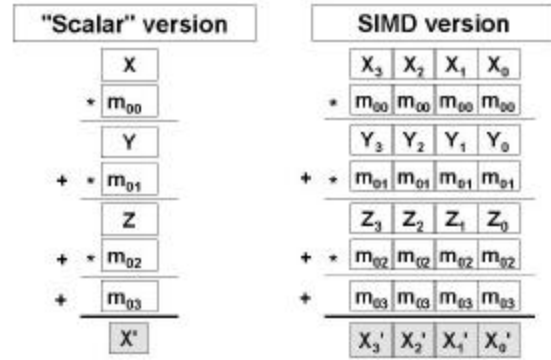 "Scalar" version SIMD version
X X₃ X₂ X₁ X₀
* m₀₀ * m₀₀ m₀₀ m₀₀ m₀₀
Y Y₃ Y₂ Y₁ Y₀
+ * m₀₁ + * m₀₁ m₀₁ m₀₁ m₀₁
Z Z₃ Z₂ Z₁ Z₀
+ * m₀₂ + * m₀₂ m₀₂ m₀₂ m₀₂
+ m₀₃ + m₀₃ m₀₃ m₀₃ m₀₃
X' X₃' X₂' X₁' X₀'